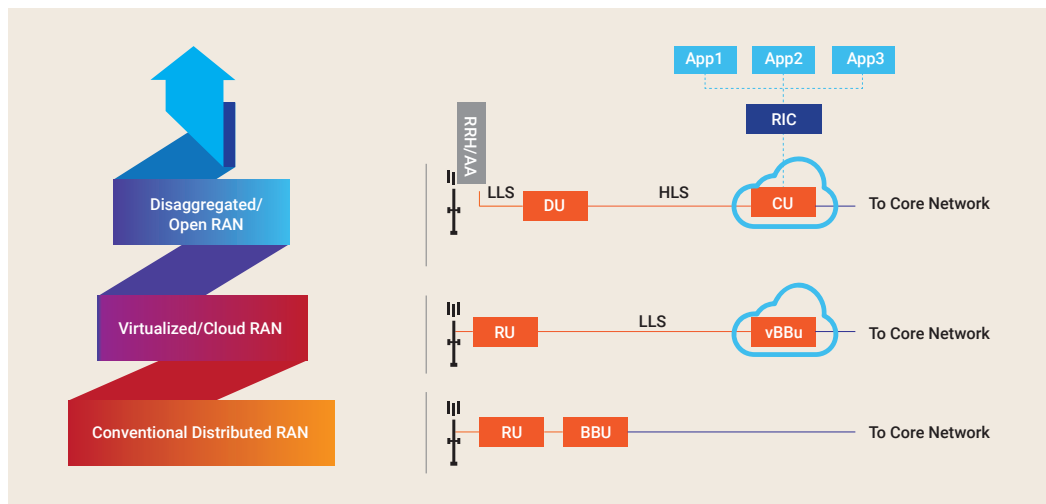 App1
App2
App3
RIC
RRH/AA
Disaggregated/
Open RAN
LLS
DU
HLS
CU
To Core Network
Virtualized/Cloud RAN
RU
LLS
vBBu
To Core Network
Conventional Distributed RAN
RU
BBU
To Core Network